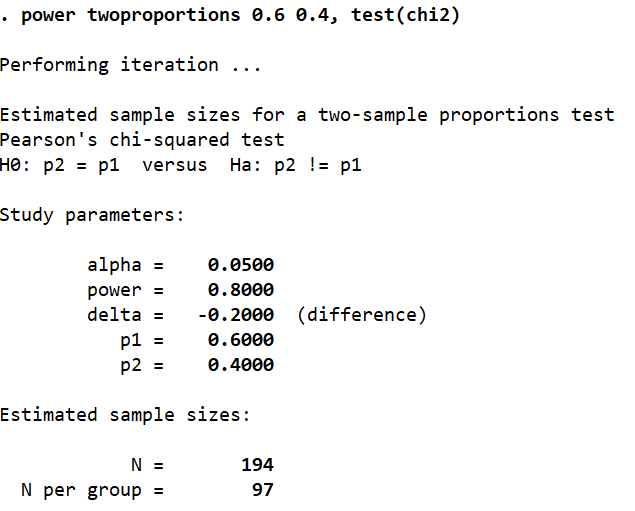 . power twoproportions 0.6 0.4, test(chi2)
Performing iteration ...
Estimated sample sizes for a two-sample proportions test
Pearson's chi-squared test
H0: p2 = p1  versus  Ha: p2 != p1
Study parameters:
alpha =    0.0500
power =    0.8000
delta =   -0.2000  (difference)
p1 =    0.6000
p2 =    0.4000
Estimated sample sizes:
N =       194
N per group =        97